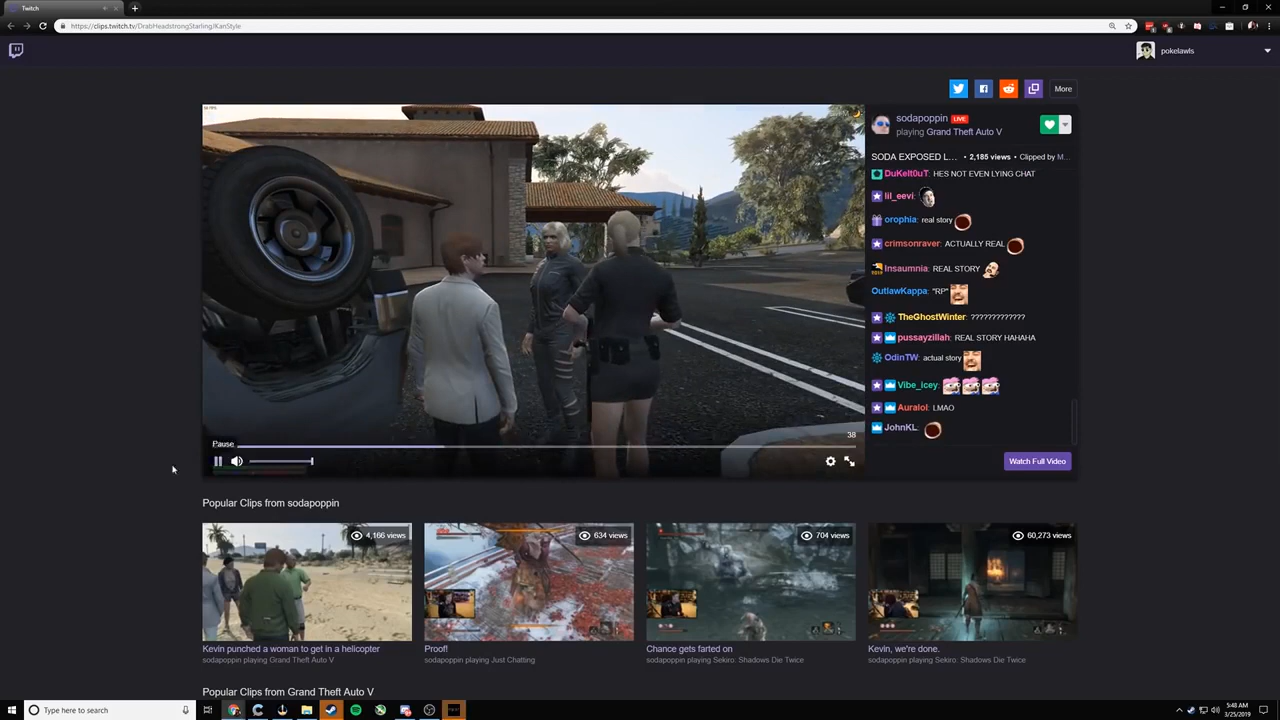 Twitch
https://clips.twitch.tv/DrabHeadstrongStarling/KanStyle
pokelawls
More
sodapoppin LIVE
playing Grand Theft Auto V
SODA EXPOSED L... • 2,185 views • Clipped by M...
DuKeIt0uT: HES NOT EVEN LYING CHAT
lil_eevi:
orophia: real story
crimsonraver: ACTUALLY REAL
Insaumnia: REAL STORY
OutlawKappa: "RP"
TheGhostWinter: ?????????????
pussayzillah: REAL STORY HAHAHA
OdinTW: actual story
Vibe_icey:
Auralol: LMAO
JohnKL:
Pause
38
Watch Full Video
Popular Clips from sodapoppin
4,166 views
634 views
704 views
60,273 views
Kevin punched a woman to get in a helicopter
Proof!
Chance gets farted on
Kevin, we're done.
sodapoppin playing Grand Theft Auto V
sodapoppin playing Just Chatting
sodapoppin playing Sekiro: Shadows Die Twice
sodapoppin playing Sekiro: Shadows Die Twice
Popular Clips from Grand Theft Auto V
Type here to search
5:48 AM
3/25/2019